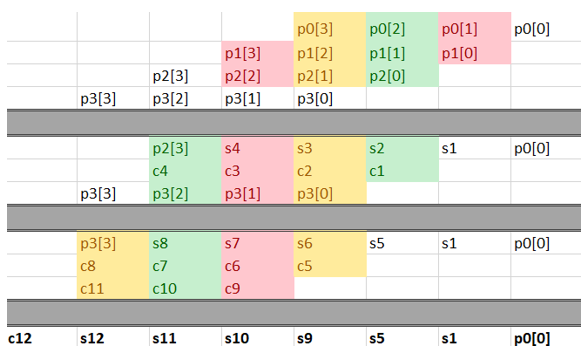 p0[3] p0[2] p0[1] p0[0]
p1[3] p1[2] p1[1] p1[0]
p2[3] p2[2] p2[1] p2[0]
p3[3] p3[2] p3[1] p3[0]
p2[3] s4 s3 s2 s1 p0[0]
c4 c3 c2 c1
p3[3] p3[2] p3[1] p3[0]
p3[3] s8 s7 s6 s5 s1 p0[0]
c8 c7 c6 c5
c11 c10 c9
c12 s12 s11 s10 s9 s5 s1 p0[0]